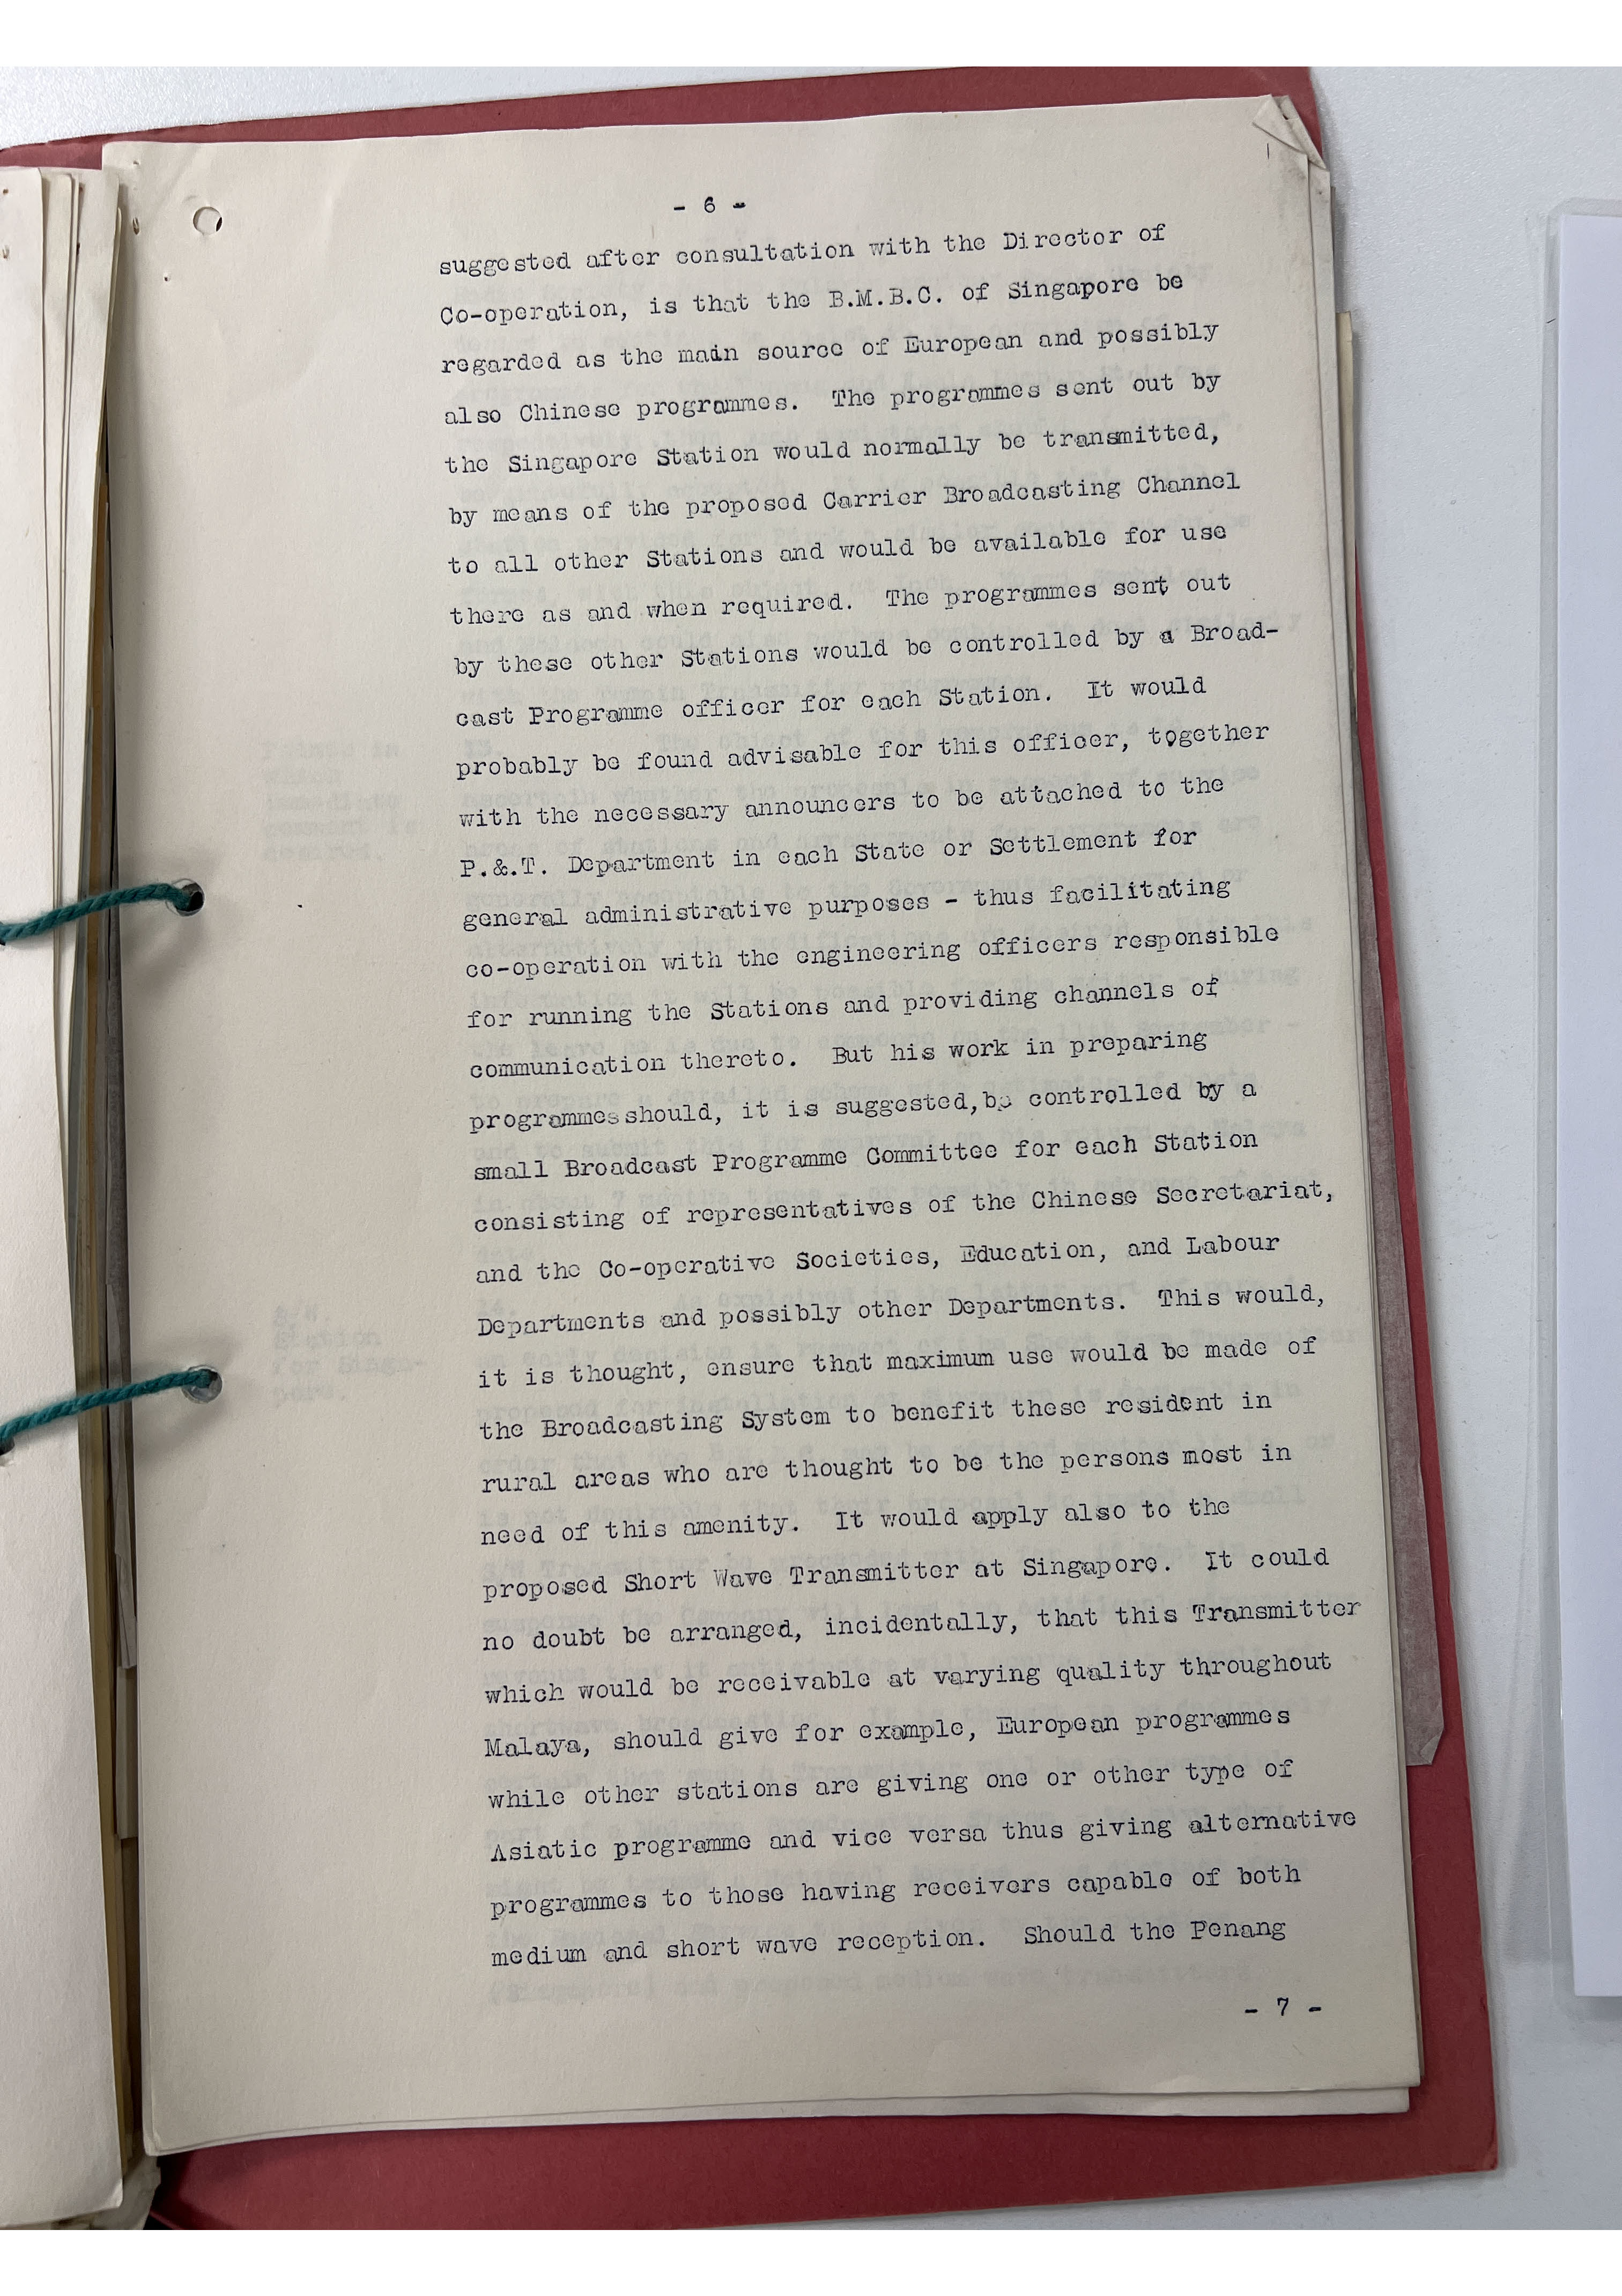 - 6 -
suggested after consultation with the Director of
Co-operation, is that the B.M.B.C. of Singapore be
regarded as the main source of European and possibly
also Chinese programmes. The programmes sent out by
the Singapore Station would normally be transmitted,
by means of the proposed Carrier Broadcasting Channel
to all other Stations and would be available for use
there as and when required. The programmes sent out
by these other Stations would be controlled by a Broad-
cast Programme officer for each Station. It would
probably be found advisable for this officer, together
with the necessary announcers to be attached to the
P.&.T. Department in each State or Settlement for
general administrative purposes - thus facilitating
co-operation with the engineering officers responsible
for running the Stations and providing channels of
communication thereto. But his work in preparing
programmes should, it is suggested, be controlled by a
small Broadcast Programme Committee for each Station
consisting of representatives of the Chinese Secretariat,
and the Co-operative Societies, Education, and Labour
Departments and possibly other Departments. This would,
it is thought, ensure that maximum use would be made of
the Broadcasting System to benefit these resident in
rural areas who are thought to be the persons most in
need of this amenity. It would apply also to the
proposed Short Wave Transmitter at Singapore. It could
no doubt be arranged, incidentally, that this Transmitter
which would be receivable at varying quality throughout
Malaya, should give for example, European programmes
while other stations are giving one or other type of
Asiatic programme and vice versa thus giving alternative
programmes to those having receivers capable of both
medium and short wave reception. Should the Penang
- 7 -